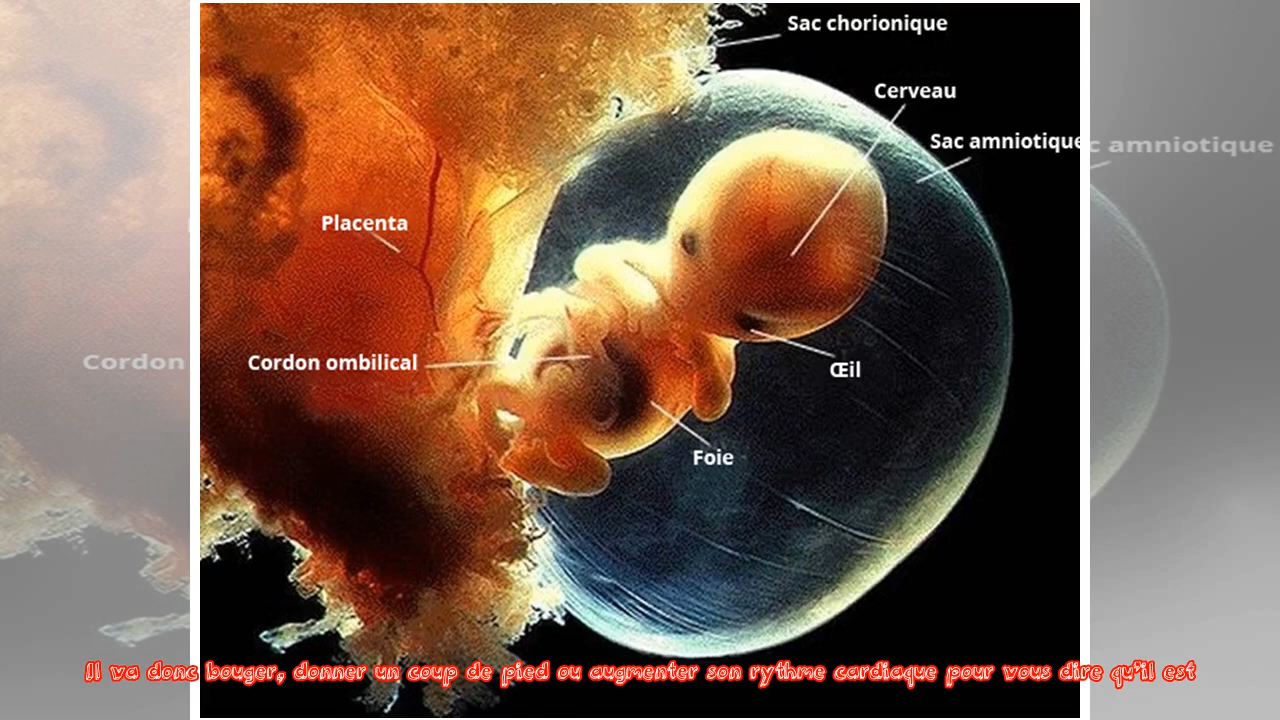 Sac chorionique
Cerveau
Sac amniotique
c amniotique
Placenta
Cordon
Cordon ombilical
Œil
Foie
Il va donc bouger, donner un coup de pied ou augmenter son rythme cardiaque pour vous dire qu'il est